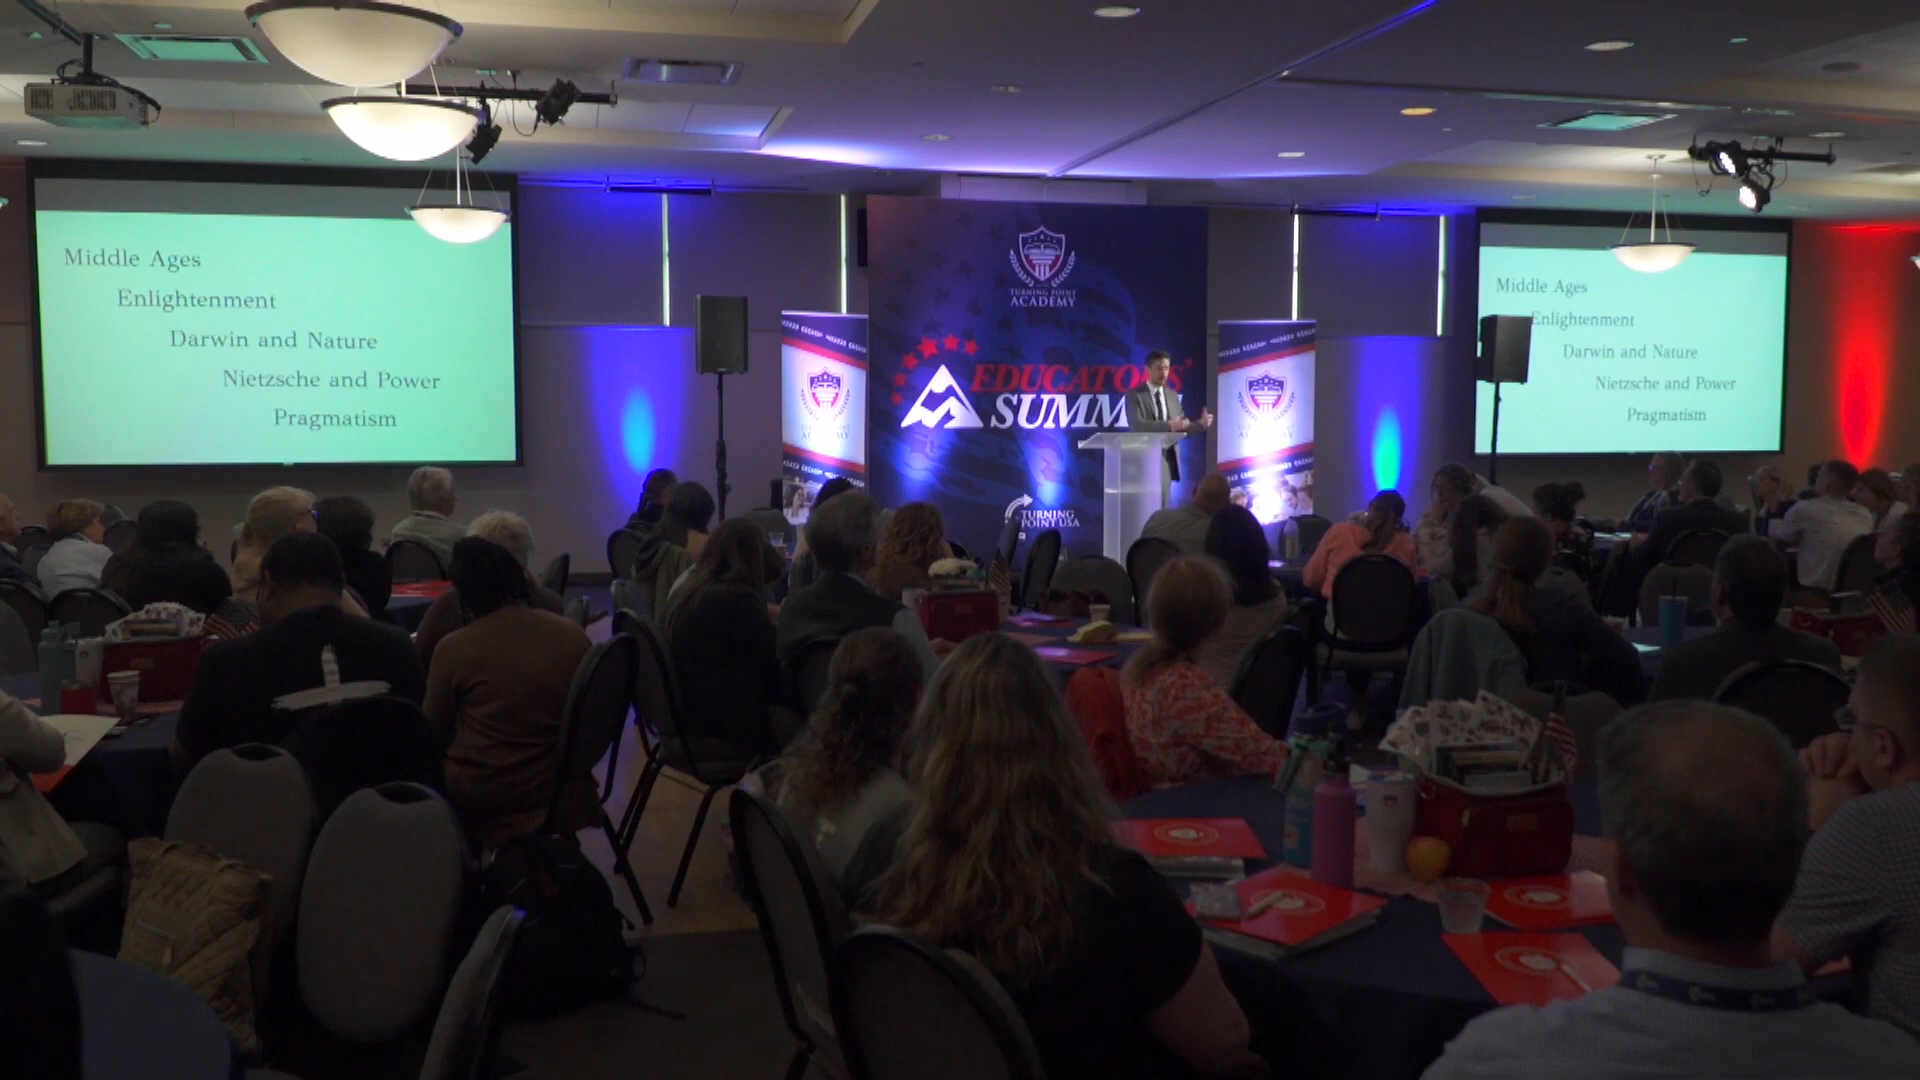 Middle Ages
Enlightenment
Darwin and Nature
Nietzsche and Power
Pragmatism
TURNING POINT
ACADEMY
EDUCATORS'
SUMM
TURNING
POINT USA
Middle Ages
Enlightenment
Darwin and Nature
Nietzsche and Power
Pragmatism